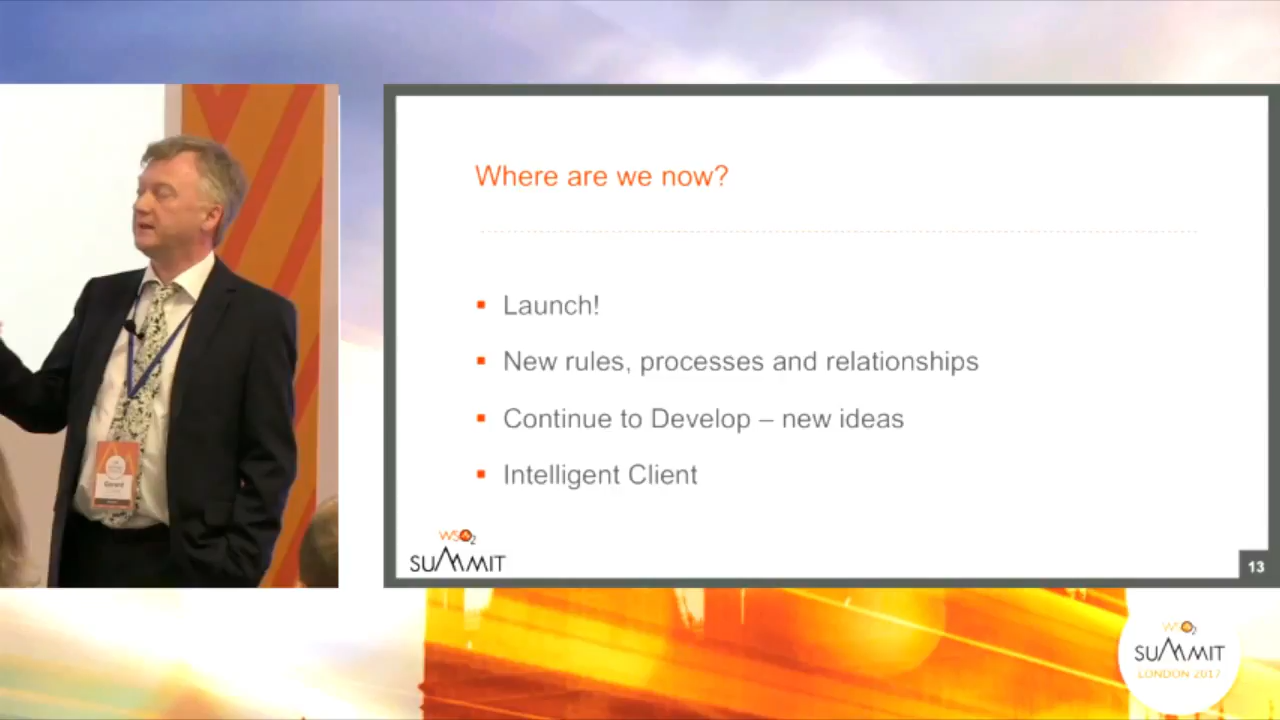 Where are we now?
Launch!
New rules, processes and relationships
Continue to Develop – new ideas
Intelligent Client
WSO2
SUMMIT
13
Gerard
WSO2
SUMMIT
LONDON 2017